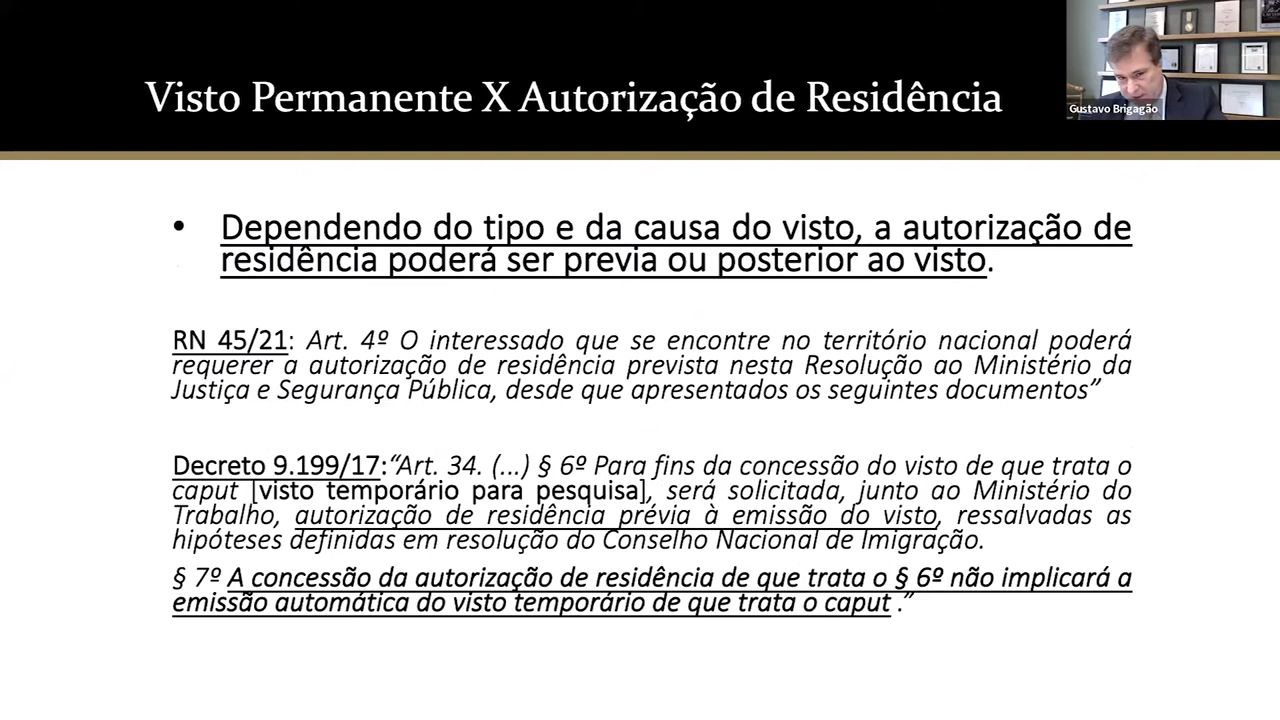 Visto Permanente X Autorização de Residência
Gustavo Brigagão
• Dependendo do tipo e da causa do visto, a autorização de
residência poderá ser previa ou posterior ao visto.
RN 45/21: Art. 4º O interessado que se encontre no território nacional poderá
requerer a autorização de residência prevista nesta Resolução ao Ministério da
Justiça e Segurança Pública, desde que apresentados os seguintes documentos”
Decreto 9.199/17:“Art. 34. (...) § 6º Para fins da concessão do visto de que trata o
caput [visto temporário para pesquisa], será solicitada, junto ao Ministério do
Trabalho, autorização de residência prévia à emissão do visto, ressalvadas as
hipóteses definidas em resolução do Conselho Nacional de Imigração.
§ 7º A concessão da autorização de residência de que trata o § 6º não implicará a
emissão automática do visto temporário de que trata o caput .”